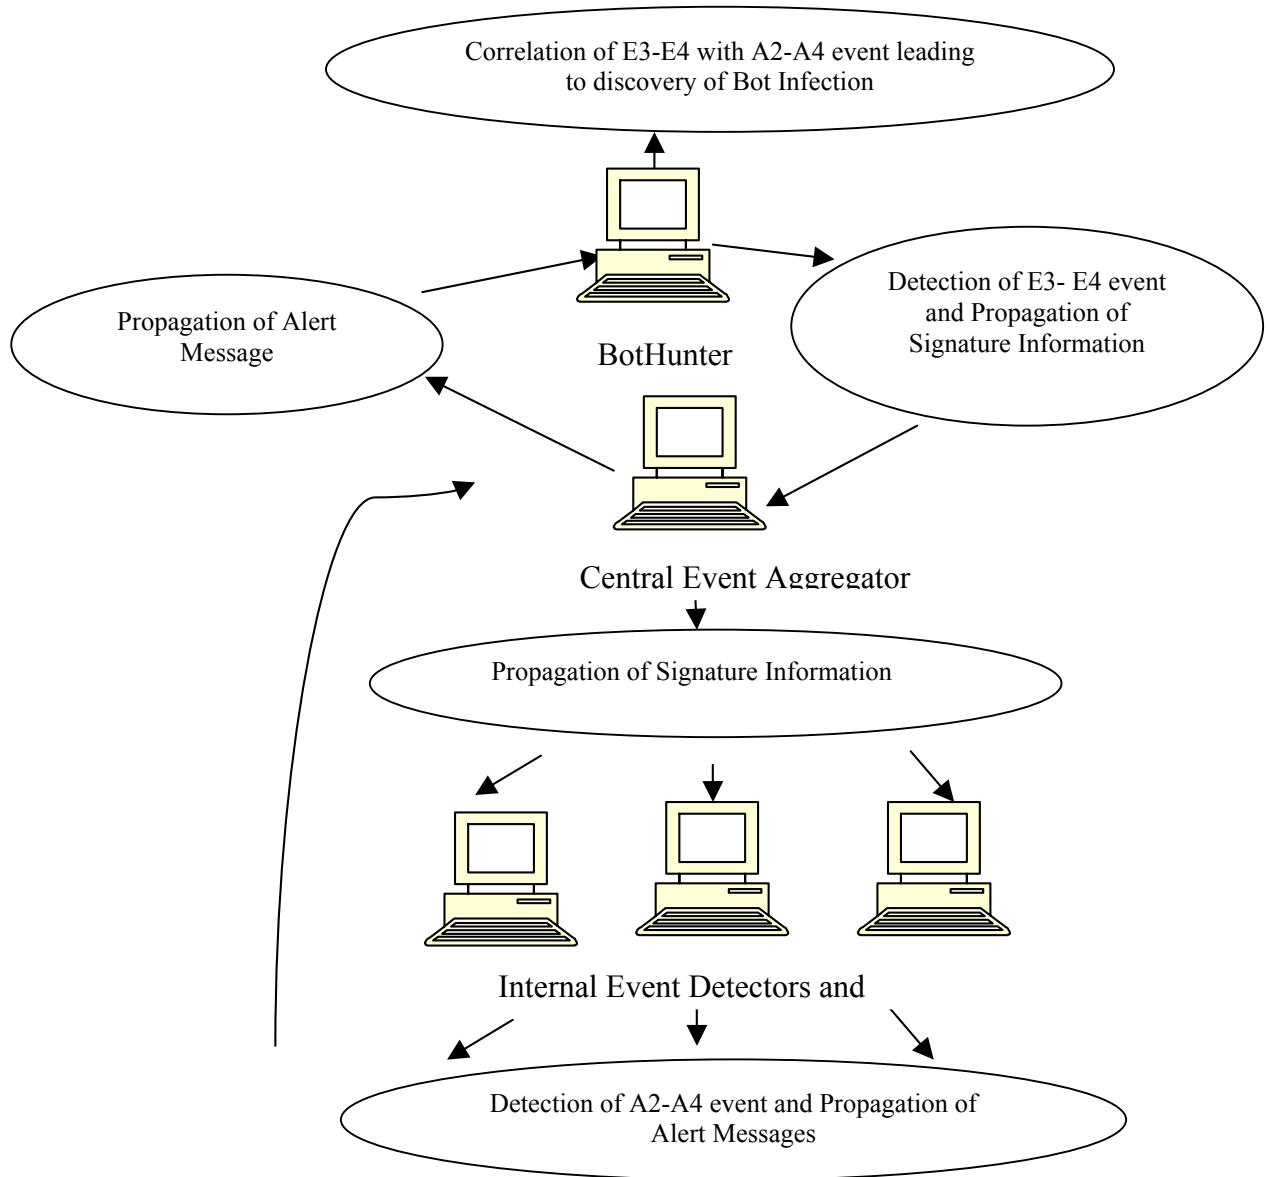 Correlation of E3-E4 with A2-A4 event leading
to discovery of Bot Infection
Detection of E3- E4 event
and Propagation of
Signature Information
Propagation of Alert
Message
BotHunter
Central Event Aggregator
Propagation of Signature Information
Internal Event Detectors and
Detection of A2-A4 event and Propagation of
Alert Messages